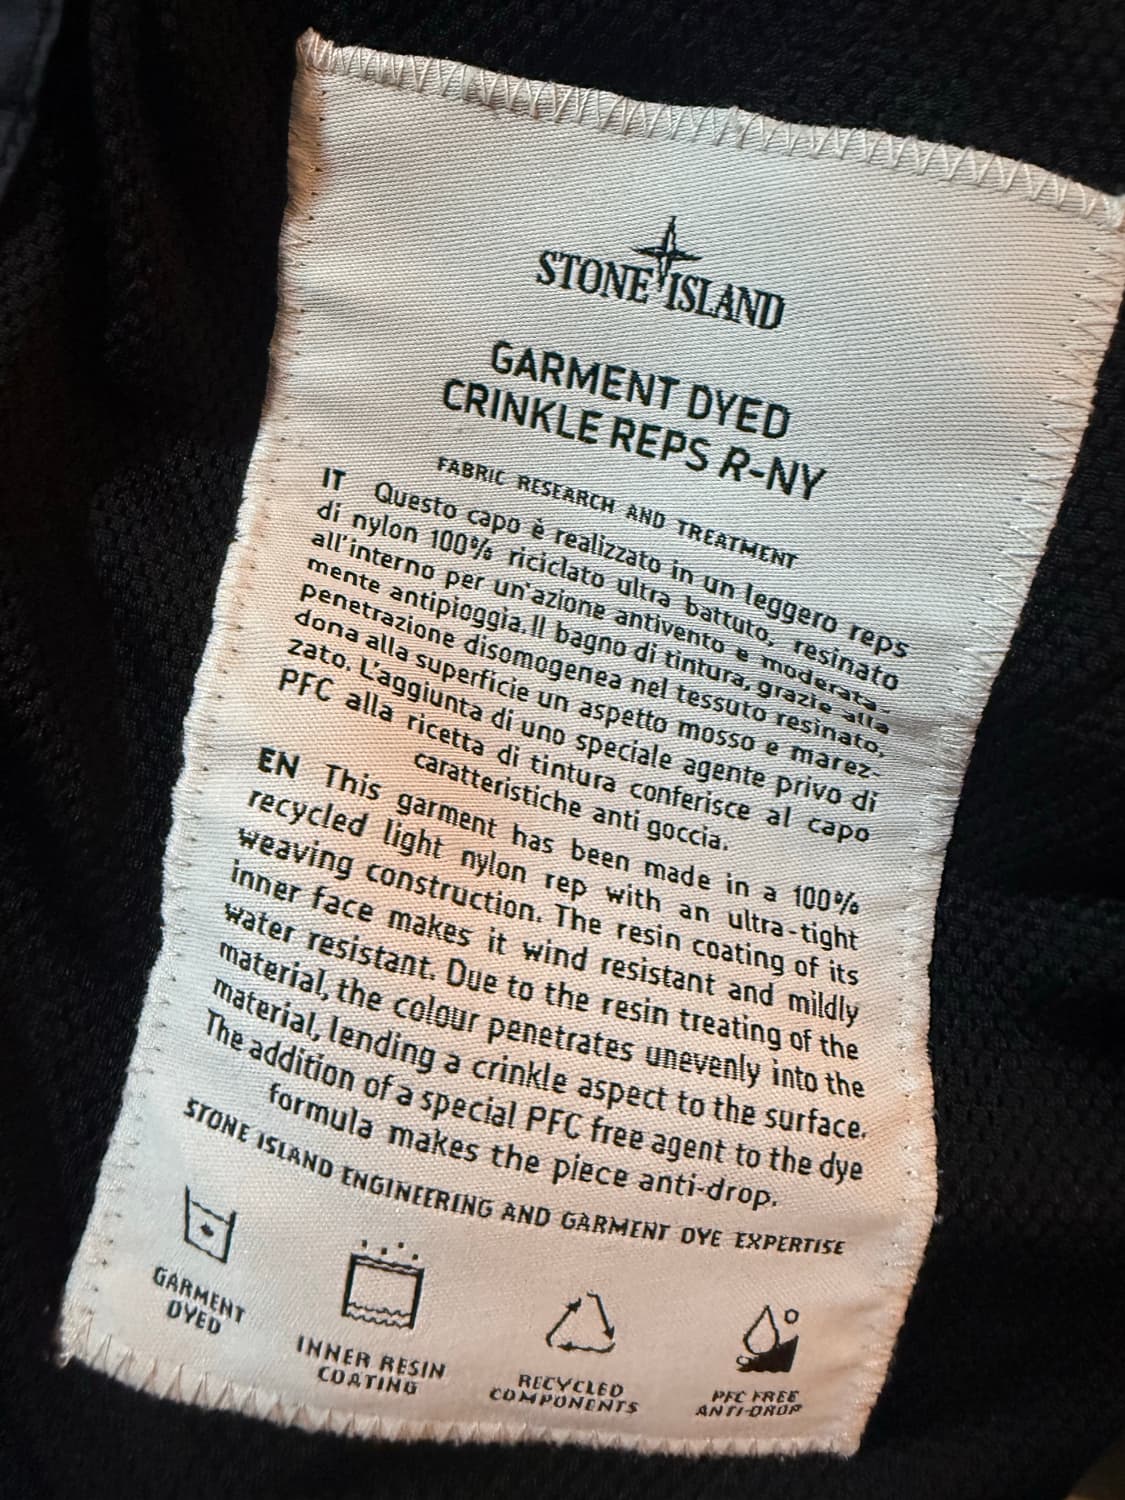 STONE ISLAND
GARMENT DYED
CRINKLE REPS R-NY
FABRIC RESEARCH AND TREATMENT
IT Questo capo è realizzato in un leggero reps
di nylon 100% riciclato ultra battuto, resinato
all'interno per un'azione antivento e moderata-
mente antipioggia. Il bagno di tintura, grazie alla
penetrazione disomogenea nel tessuto resinato,
dona alla superficie un aspetto mosso e marez-
zato. L'aggiunta di uno speciale agente privo di
PFC alla ricetta di tintura conferisce al capo
caratteristiche anti goccia.
EN This garment has been made in a 100%
recycled light nylon rep with an ultra-tight
weaving construction. The resin coating of its
inner face makes it wind resistant and mildly
water resistant. Due to the resin treating of the
material, the colour penetrates unevenly into the
material, lending a crinkle aspect to the surface.
The addition of a special PFC free agent to the dye
formula makes the piece anti-drop.
STONE ISLAND ENGINEERING AND GARMENT DYE EXPERTISE
GARMENT
DYED
INNER RESIN
COATING
RECYCLED
COMPONENTS
PFC FREE
ANTI-DROP